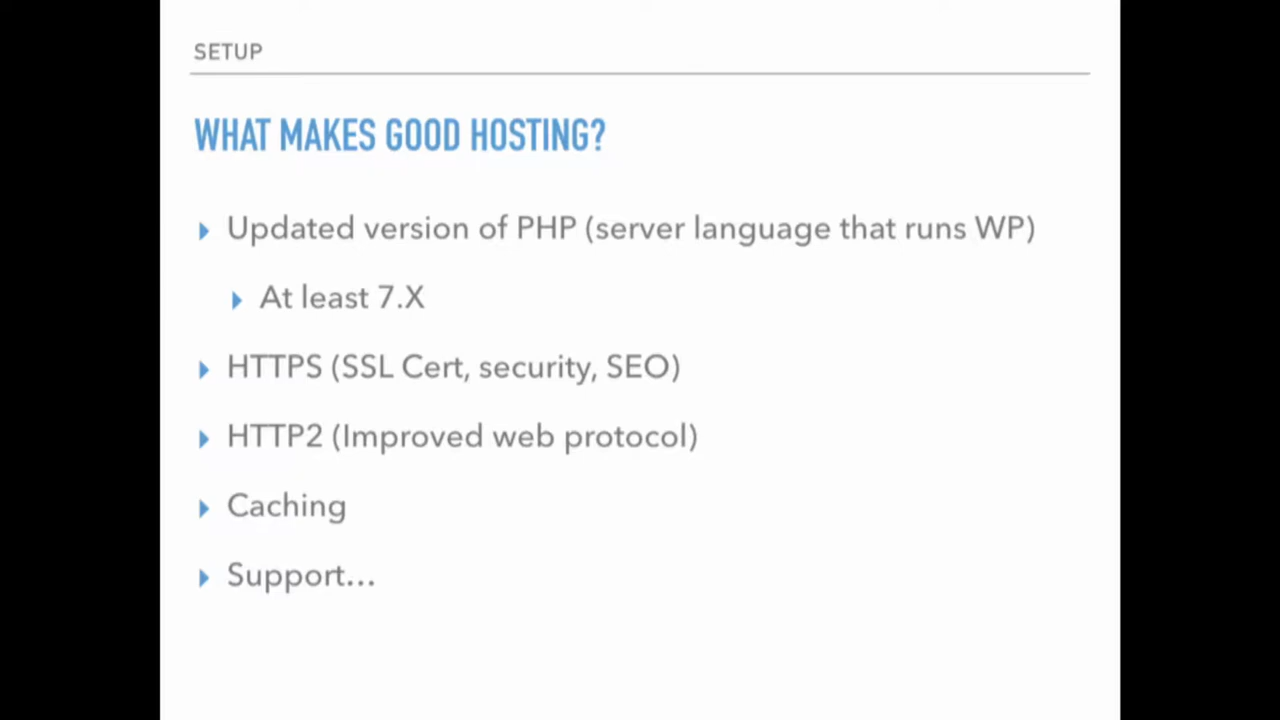 SETUP
WHAT MAKES GOOD HOSTING?
Updated version of PHP (server language that runs WP)
At least 7.X
HTTPS (SSL Cert, security, SEO)
HTTP2 (Improved web protocol)
Caching
Support...